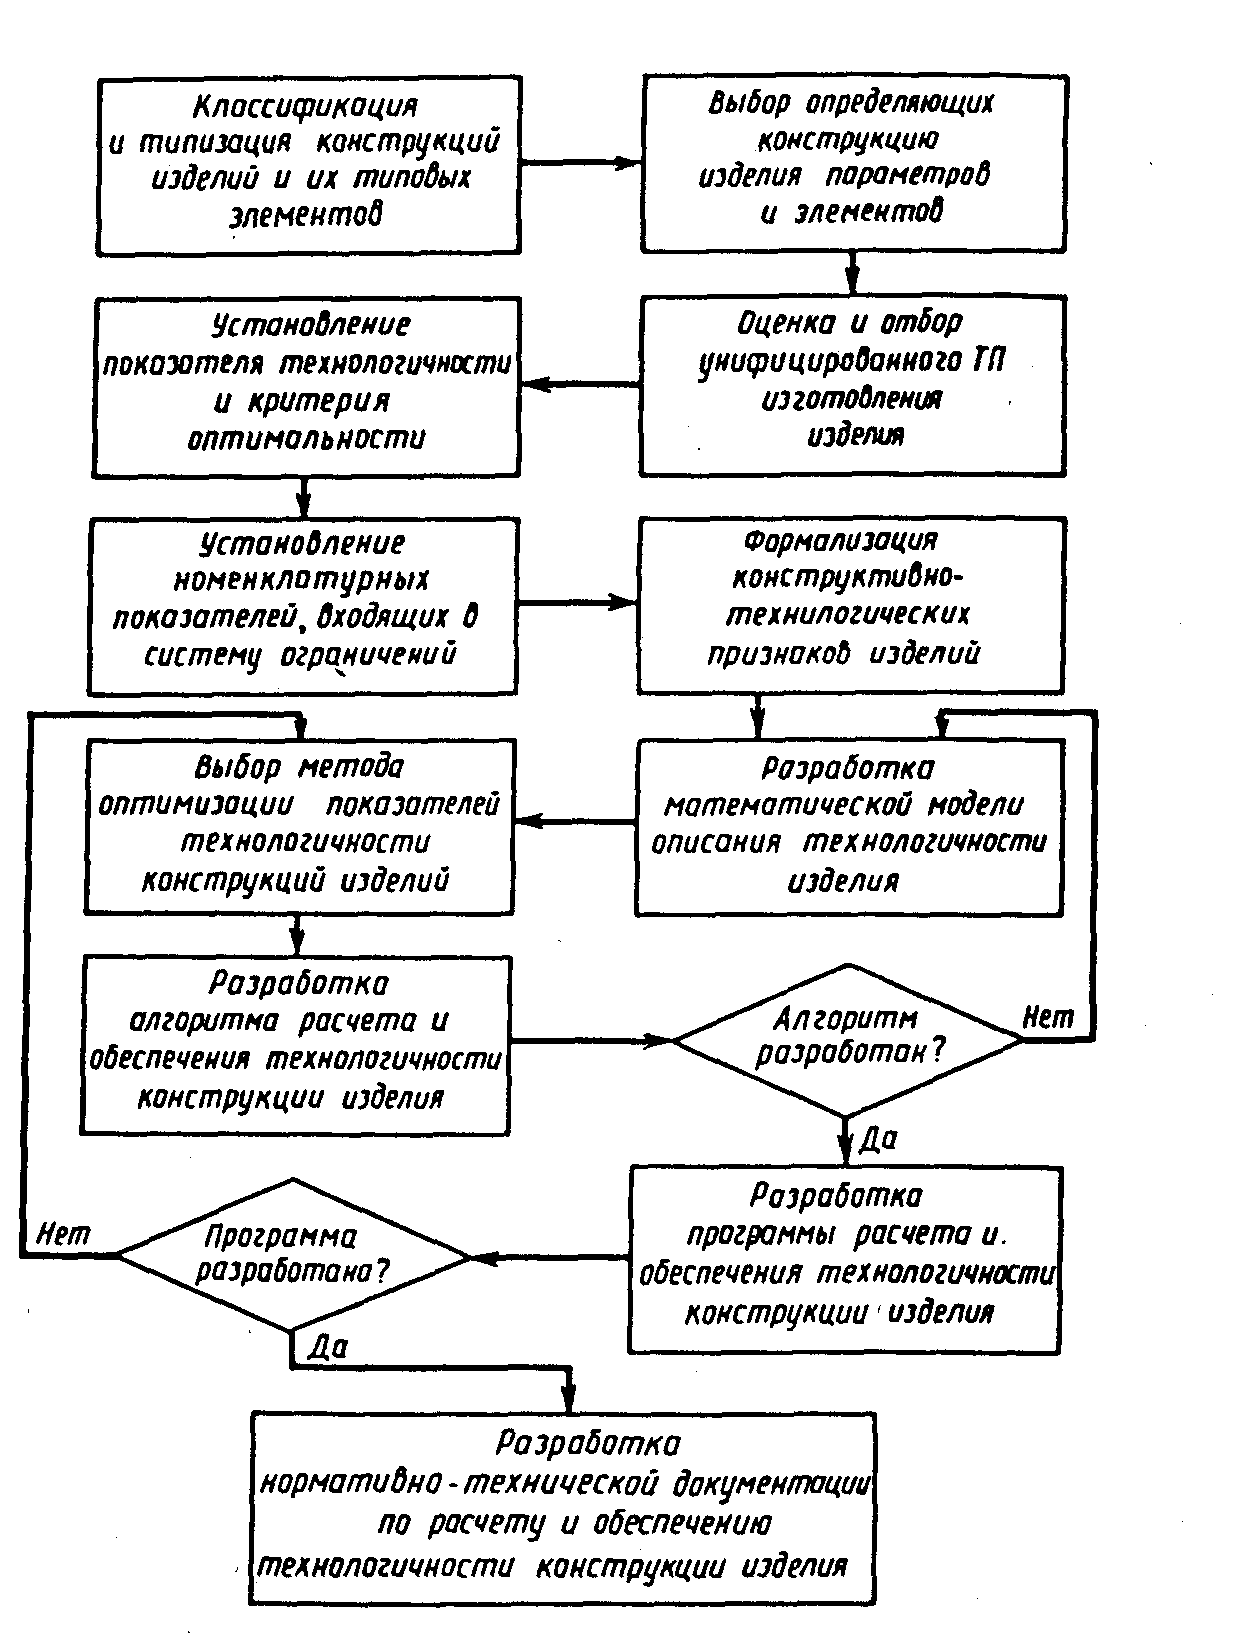 Классификация
и типизация конструкций
изделий и их типовых
элементов
Выбор определяющих
конструкцию
изделия параметров
и элементов
Оценка и отбор
унифицированного ТП
изготовления
изделия
Установление
показателя технологичности
и критерия
оптимальности
Установление
номенклатурных
показателей, входящих в
систему ограничений
Формализация
конструктивно-
технилогических
признаков изделий
Разработка
математической модели
описания технологичности
изделия
Выбор метода
оптимизации показателей
технологичности
конструкций изделий
Разработка
алгоритма расчета и
обеспечения технологичности
конструкции изделия
Алгоритм
разработан?
Нет
Да
Разработка
программы расчета и
обеспечения технологичности
конструкции изделия
Программа
разработана?
Нет
Да
Разработка
нормативно-технической документации
по расчету и обеспечению
технологичности конструкции изделия